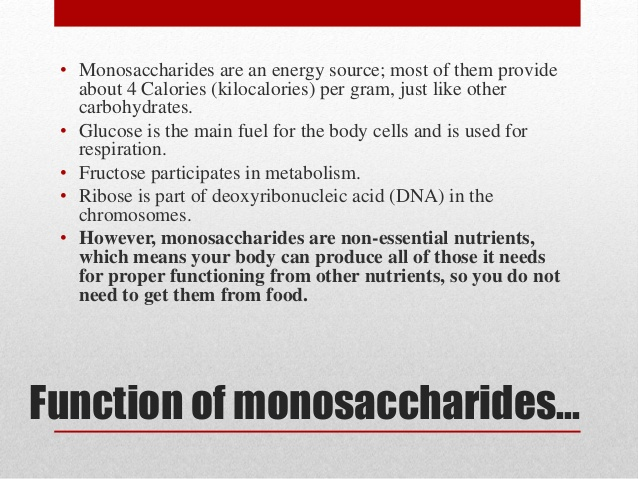 • Monosaccharides are an energy source; most of them provide
about 4 Calories (kilocalories) per gram, just like other
carbohydrates.
• Glucose is the main fuel for the body cells and is used for
respiration.
• Fructose participates in metabolism.
• Ribose is part of deoxyribonucleic acid (DNA) in the
chromosomes.
• However, monosaccharides are non-essential nutrients,
which means your body can produce all of those it needs
for proper functioning from other nutrients, so you do not
need to get them from food.
Function of monosaccharides...